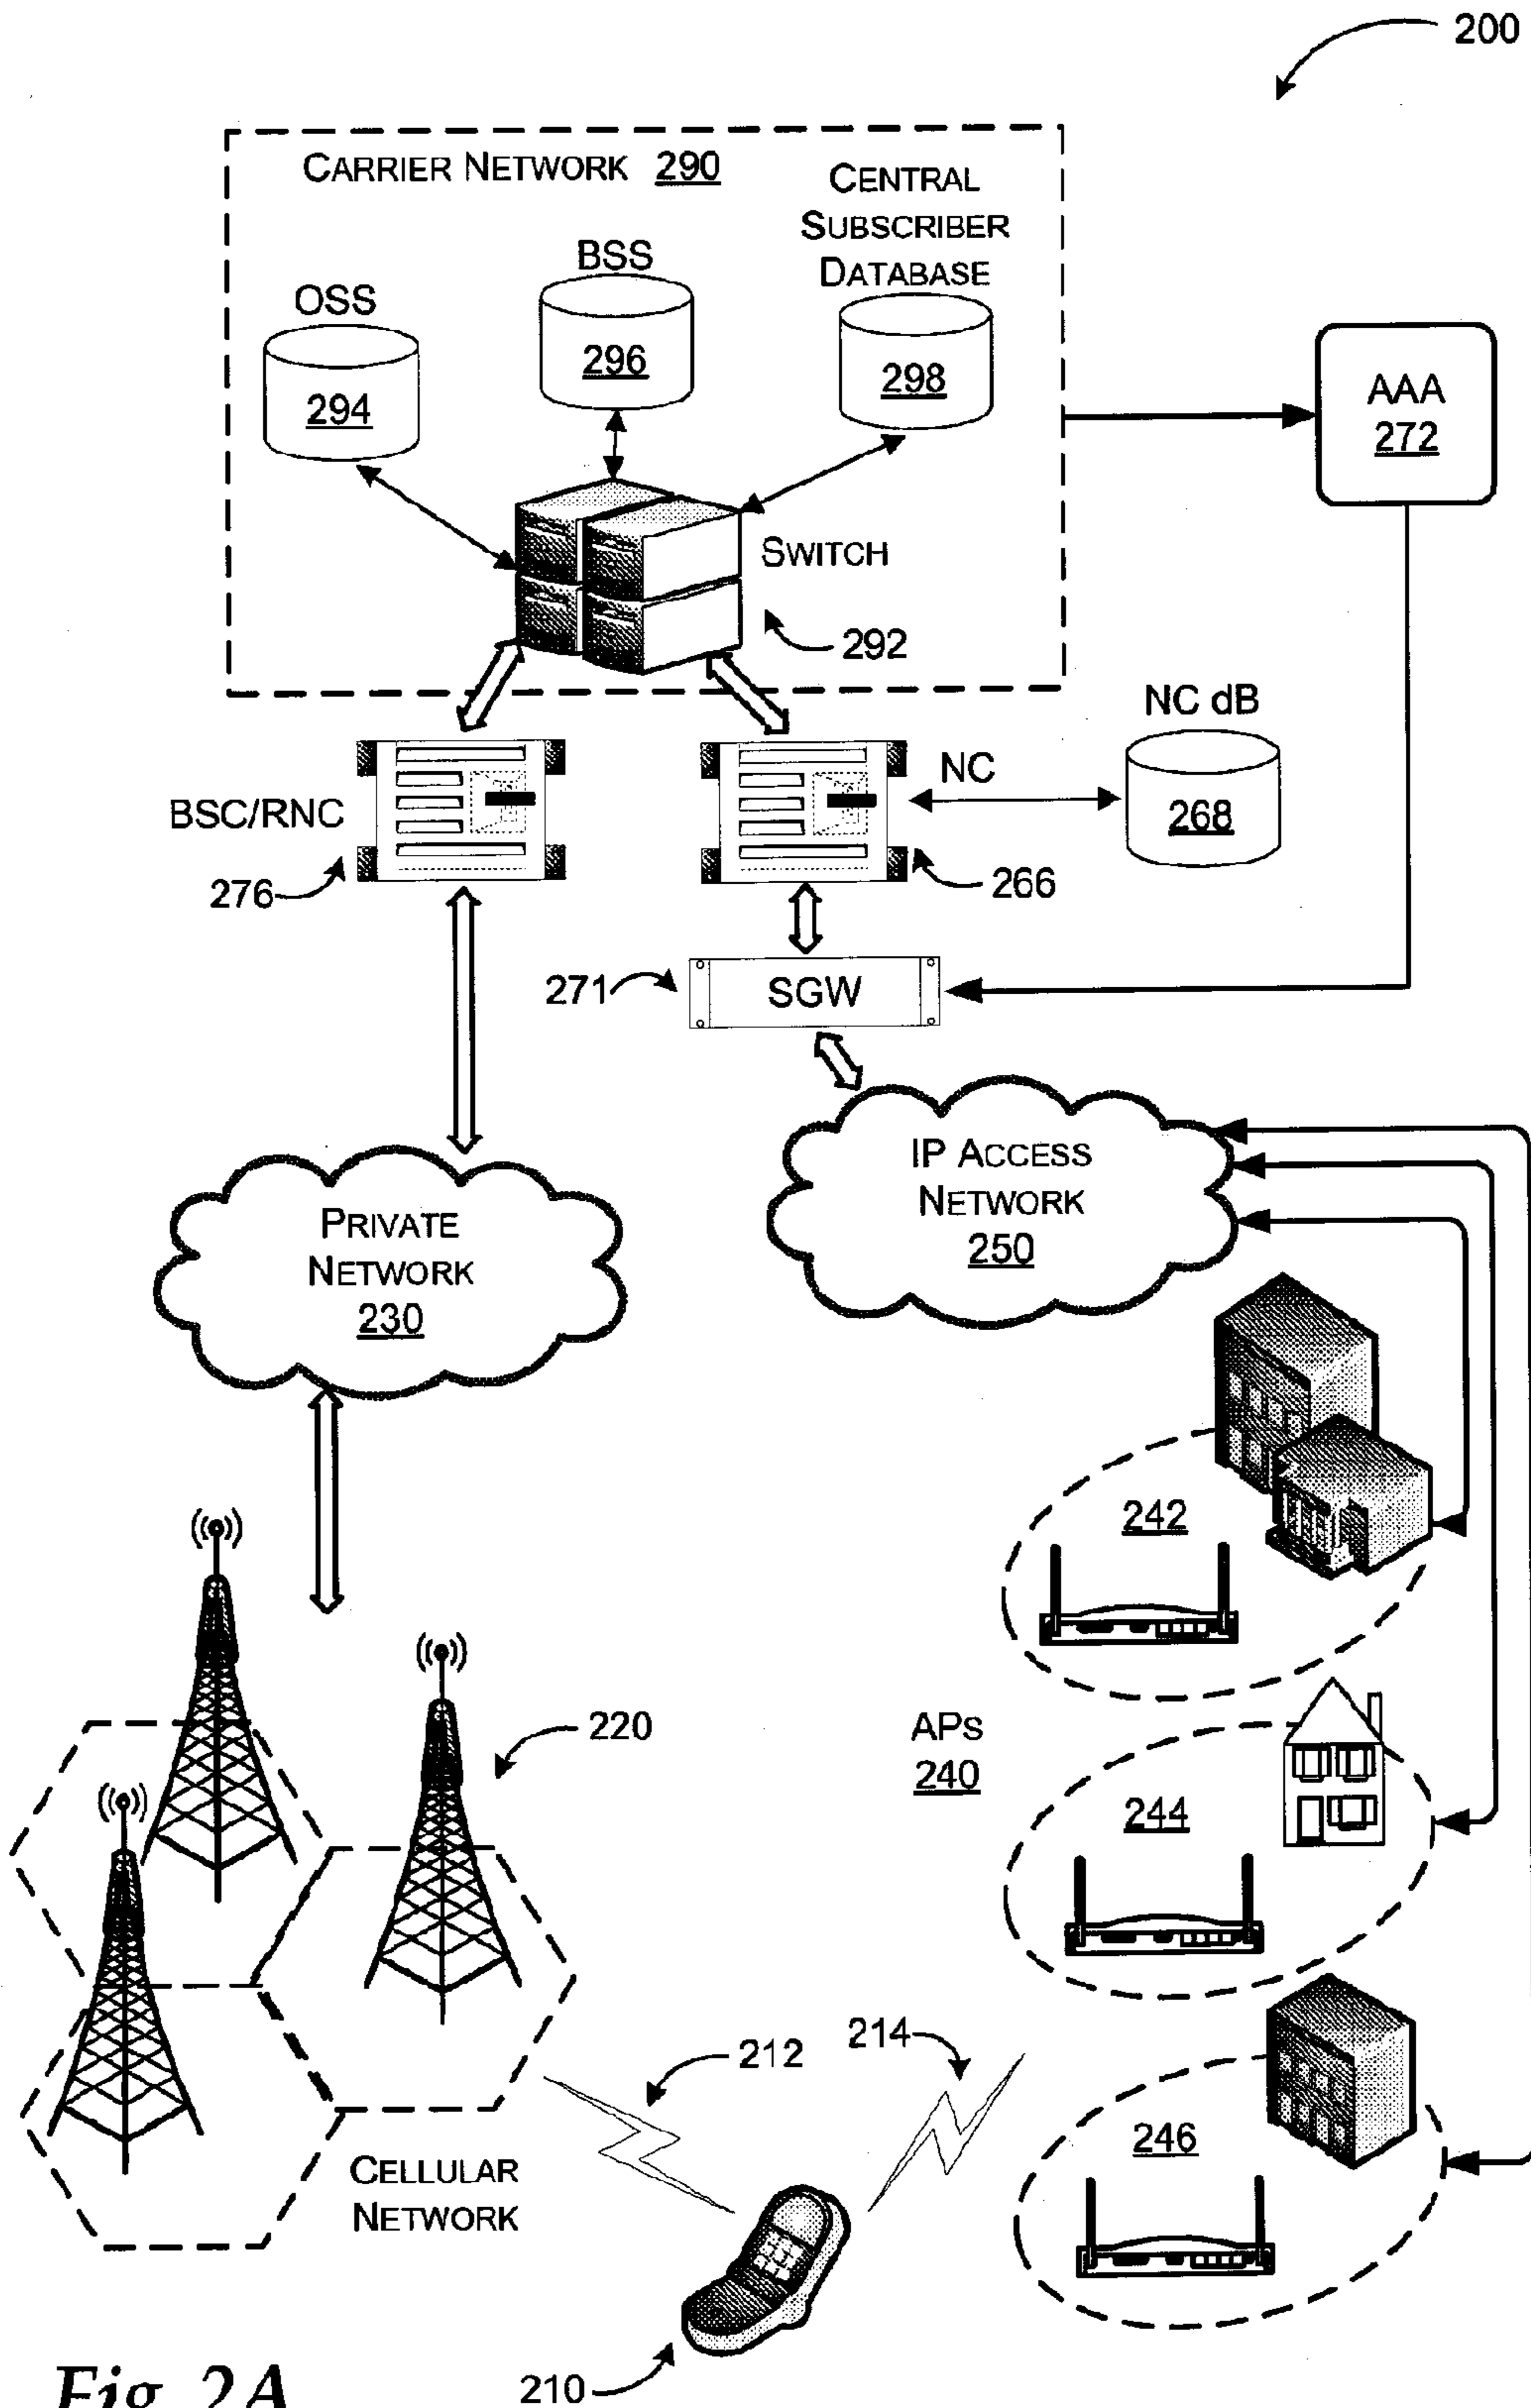 200
CARRIER NETWORK 290
CENTRAL
SUBSCRIBER
DATABASE
BSS
OSS
296
298
294
AAA
272
SWITCH
292
NC dB
NC
268
BSC/RNC
276
266
271
SGW
IP ACCESS
NETWORK
250
PRIVATE
NETWORK
230
242
220
APs
240
244
212
214
246
CELLULAR
NETWORK
210
Fig. 2A